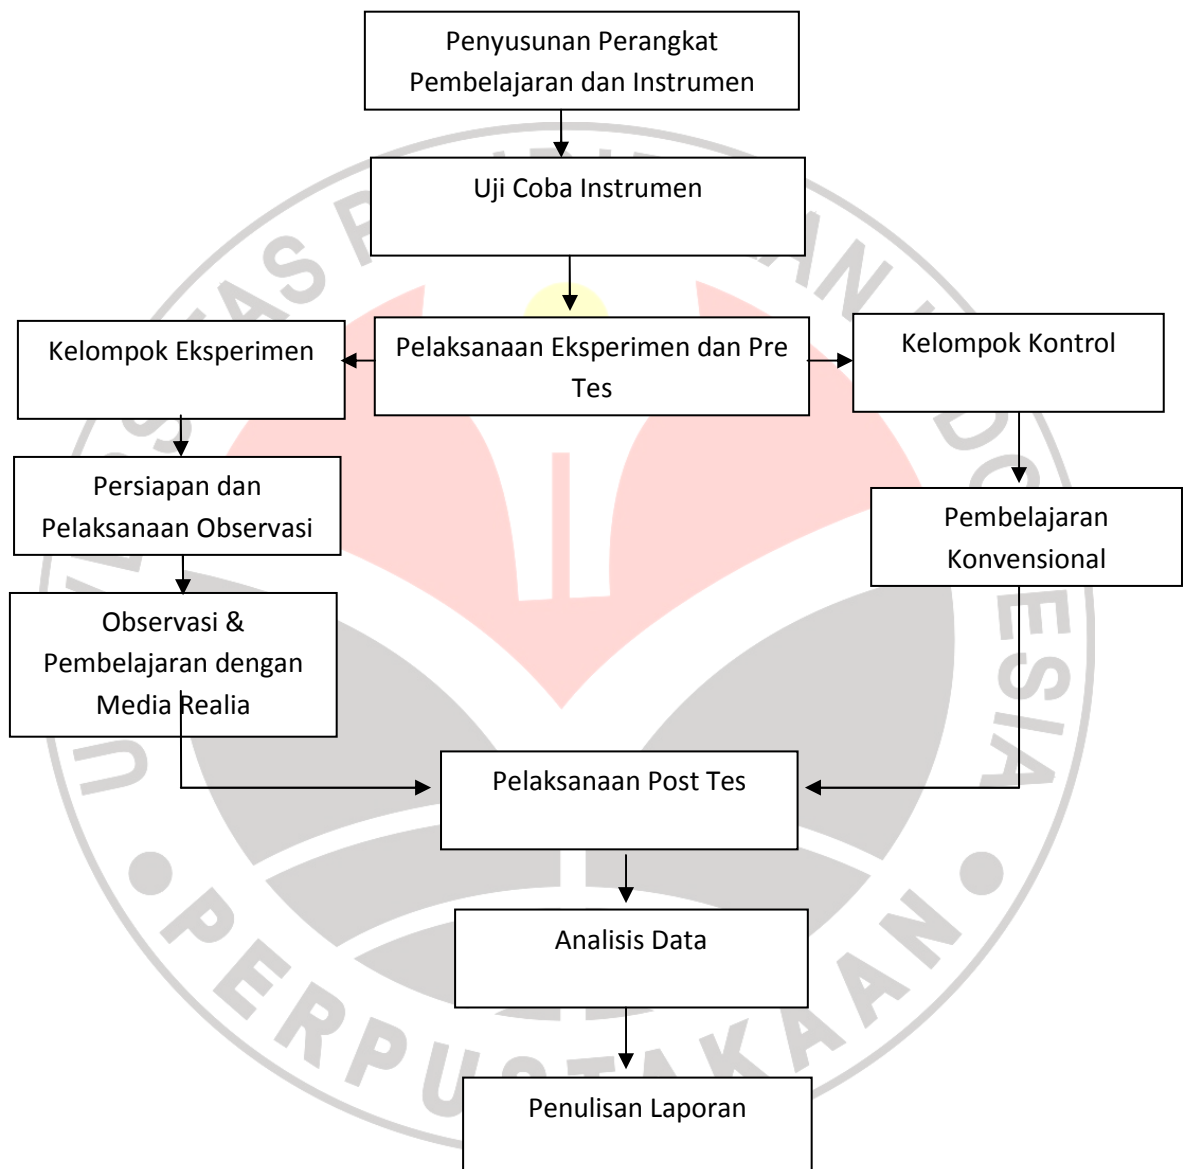 Penyusunan Perangkat
Pembelajaran dan Instrumen
Uji Coba Instrumen
Kelompok Eksperimen
Pelaksanaan Eksperimen dan Pre
Tes
Kelompok Kontrol
Persiapan dan
Pelaksanaan Observasi
Pembelajaran
Konvensional
Observasi &
Pembelajaran dengan
Media Realia
Pelaksanaan Post Tes
Analisis Data
Penulisan Laporan
PERPUSTAKAAN